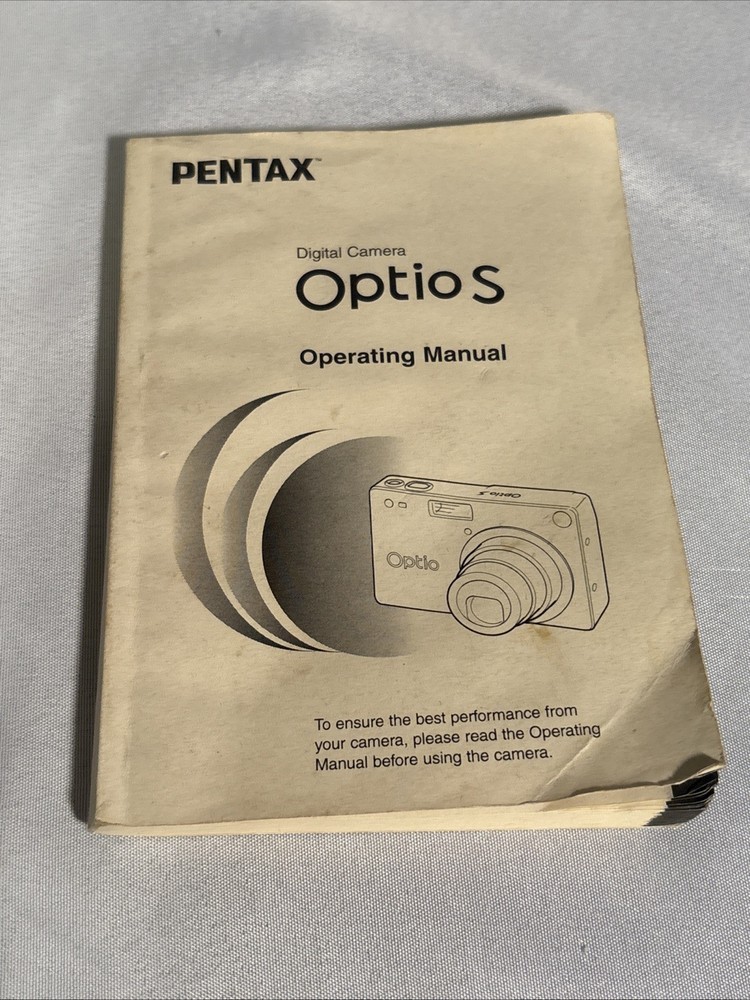 PENTAX™
Digital Camera
Optio S
Operating Manual
Optio S
Optio
To ensure the best performance from
your camera, please read the Operating
Manual before using the camera.